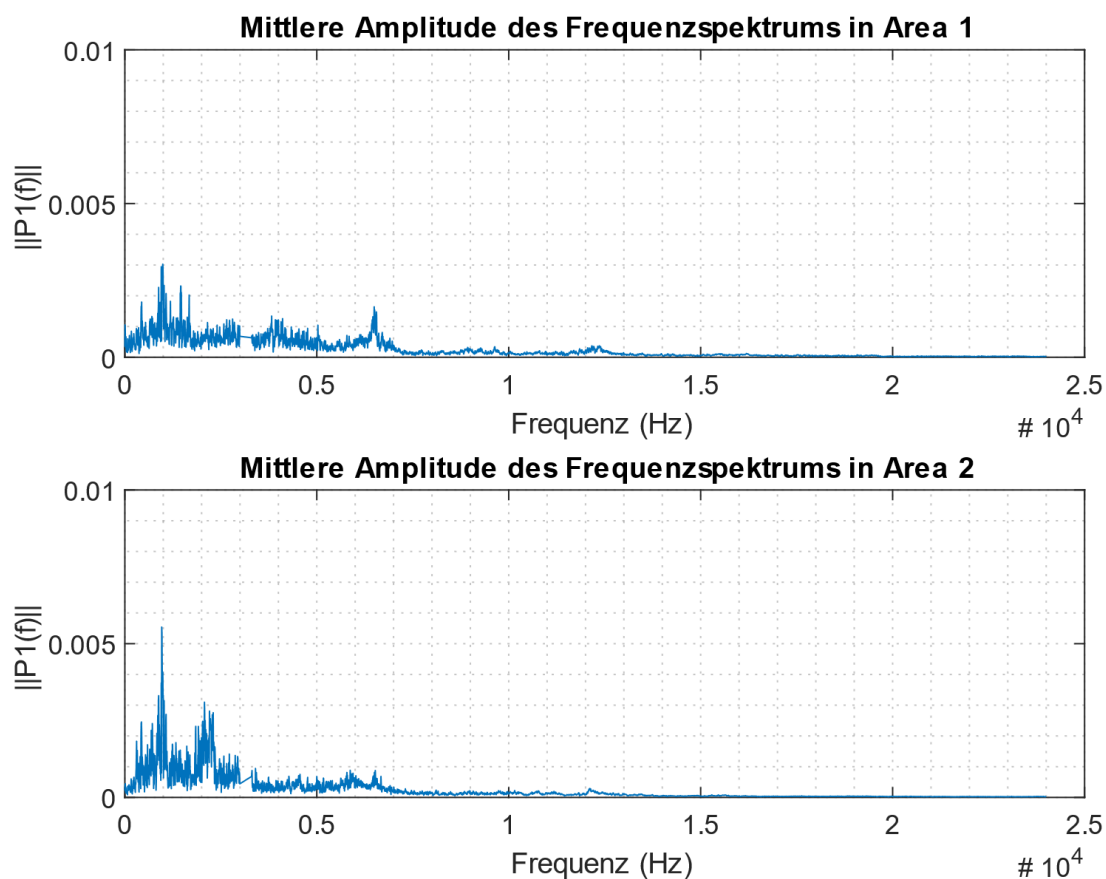 Mittlere Amplitude des Frequenzspektrums in Area 1
0.01
0.005
0
||P1(f)||
0 0.5 1 1.5 2 2.5
Frequenz (Hz)
# 10^4
Mittlere Amplitude des Frequenzspektrums in Area 2
0.01
0.005
0
||P1(f)||
0 0.5 1 1.5 2 2.5
Frequenz (Hz)
# 10^4